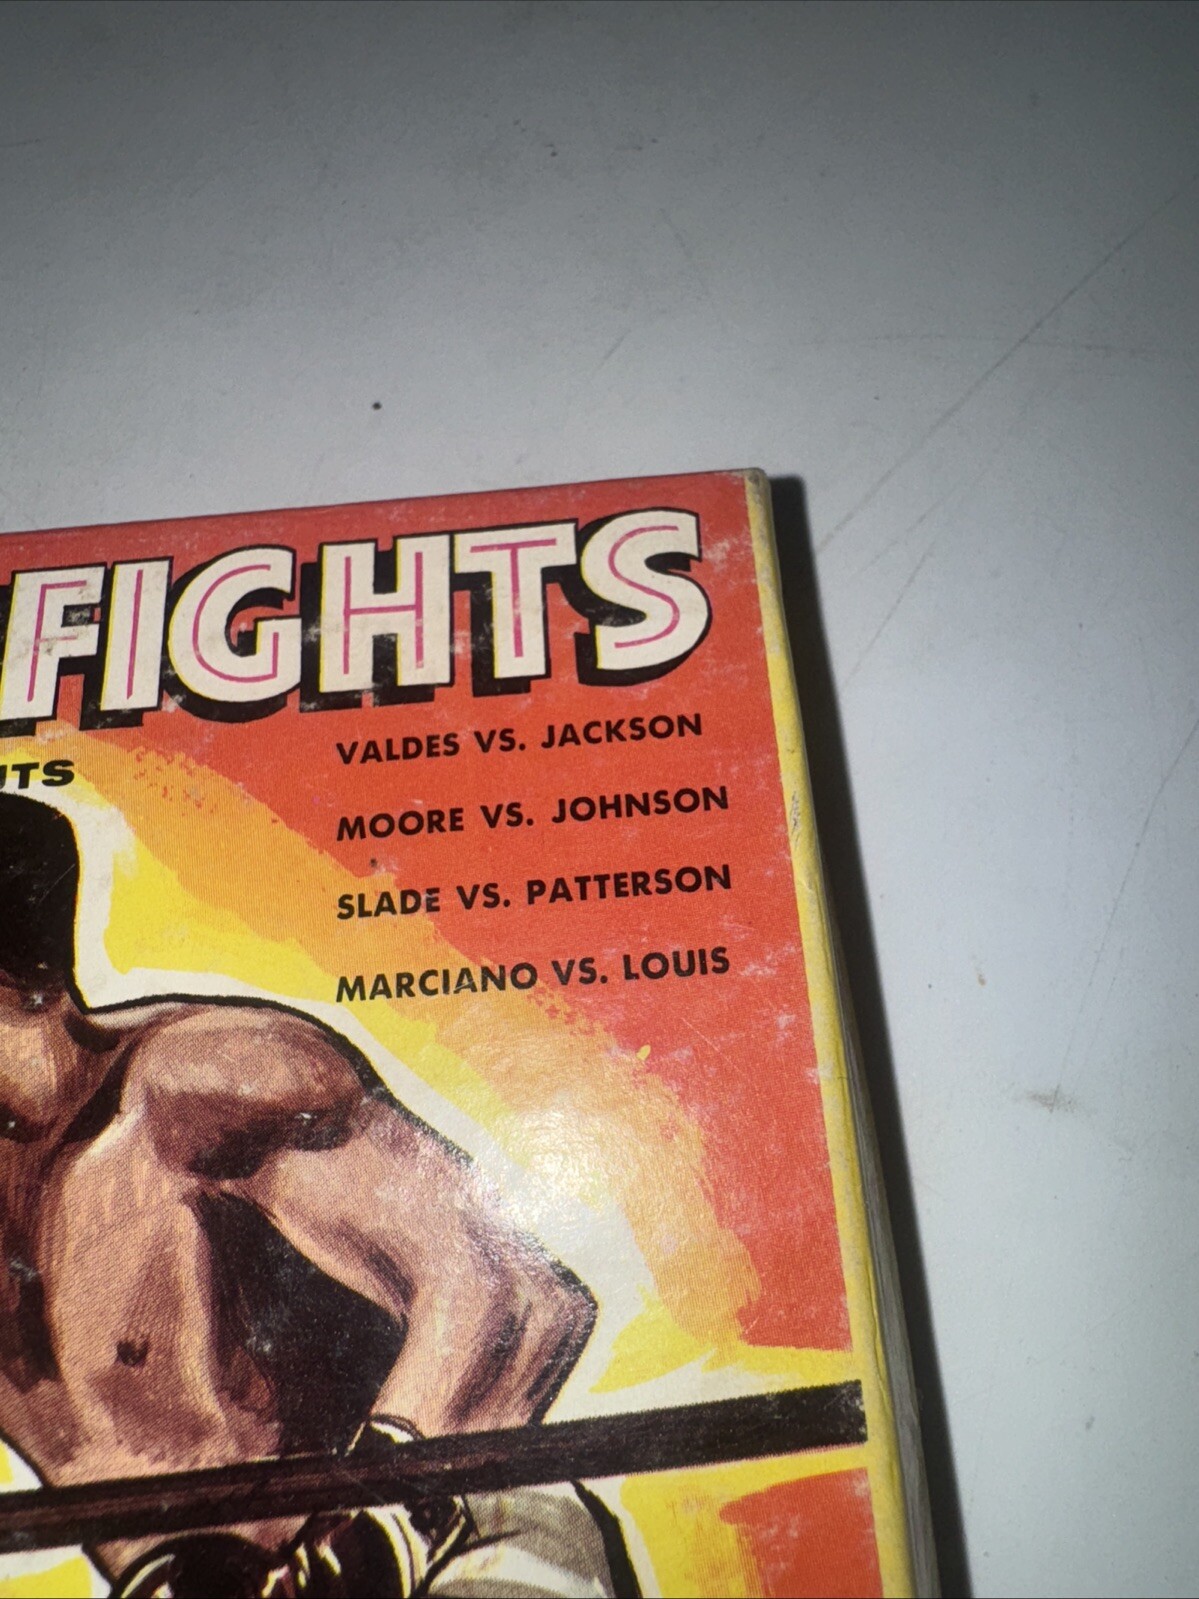 FIGHTS
VALDES VS. JACKSON
MOORE VS. JOHNSON
SLADE VS. PATTERSON
MARCIANO VS. LOUIS